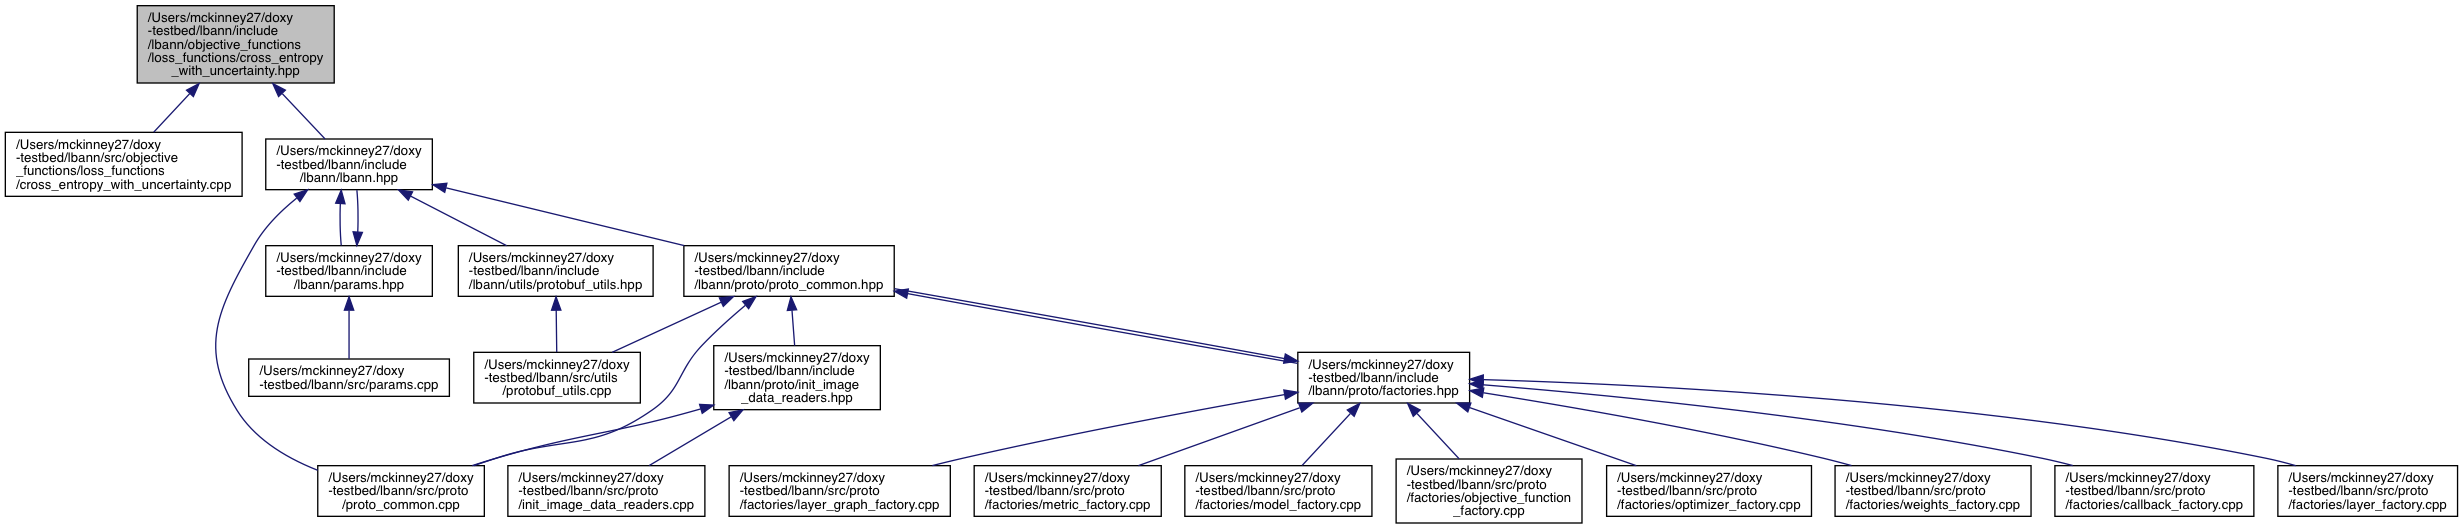 /Users/mckinney27/doxy
-testbed/lbann/include
/lbann/objective_functions
/loss_functions/cross_entropy
_with_uncertainty.hpp
/Users/mckinney27/doxy
-testbed/lbann/src/objective
_functions/loss_functions
/cross_entropy_with_uncertainty.cpp
/Users/mckinney27/doxy
-testbed/lbann/include
/lbann/lbann.hpp
/Users/mckinney27/doxy
-testbed/lbann/include
/lbann/params.hpp
/Users/mckinney27/doxy
-testbed/lbann/include
/lbann/utils/protobuf_utils.hpp
/Users/mckinney27/doxy
-testbed/lbann/include
/lbann/proto/proto_common.hpp
/Users/mckinney27/doxy
-testbed/lbann/src/params.cpp
/Users/mckinney27/doxy
-testbed/lbann/src/utils
/protobuf_utils.cpp
/Users/mckinney27/doxy
-testbed/lbann/include
/lbann/proto/init_image
_data_readers.hpp
/Users/mckinney27/doxy
-testbed/lbann/include
/lbann/proto/factories.hpp
/Users/mckinney27/doxy
-testbed/lbann/src/proto
/proto_common.cpp
/Users/mckinney27/doxy
-testbed/lbann/src/proto
/init_image_data_readers.cpp
/Users/mckinney27/doxy
-testbed/lbann/src/proto
/factories/layer_graph_factory.cpp
/Users/mckinney27/doxy
-testbed/lbann/src/proto
/factories/metric_factory.cpp
/Users/mckinney27/doxy
-testbed/lbann/src/proto
/factories/model_factory.cpp
/Users/mckinney27/doxy
-testbed/lbann/src/proto
/factories/objective_function
_factory.cpp
/Users/mckinney27/doxy
-testbed/lbann/src/proto
/factories/optimizer_factory.cpp
/Users/mckinney27/doxy
-testbed/lbann/src/proto
/factories/weights_factory.cpp
/Users/mckinney27/doxy
-testbed/lbann/src/proto
/factories/callback_factory.cpp
/Users/mckinney27/doxy
-testbed/lbann/src/proto
/factories/layer_factory.cpp